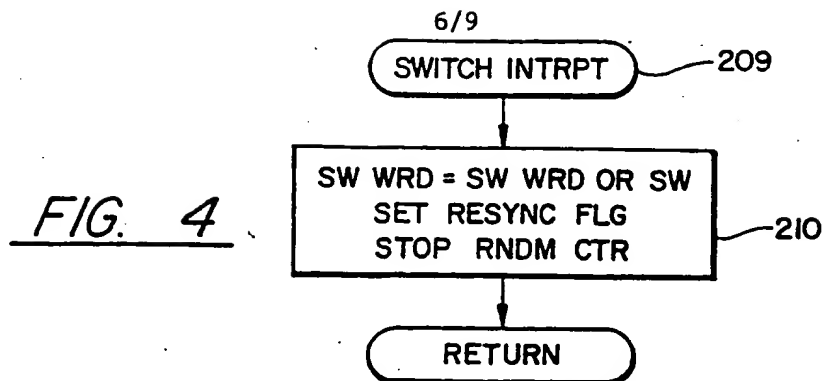 6/9
SWITCH INTRPT
209
SW WRD = SW WRD OR SW
SET RESYNC FLG
STOP RNDM CTR
210
FIG. 4
RETURN